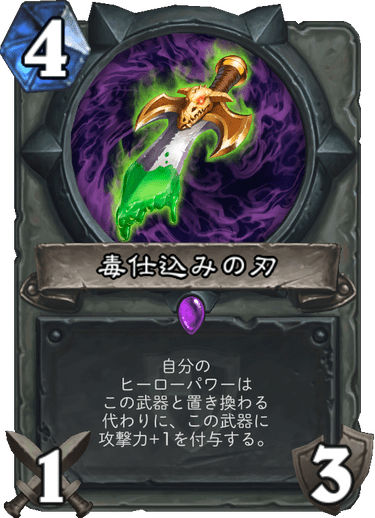 4
毒仕込みの刃
自分の
ヒーローパワーは
この武器と置き換わる
代わりに、この武器に
攻撃力+1を付与する。
1
3